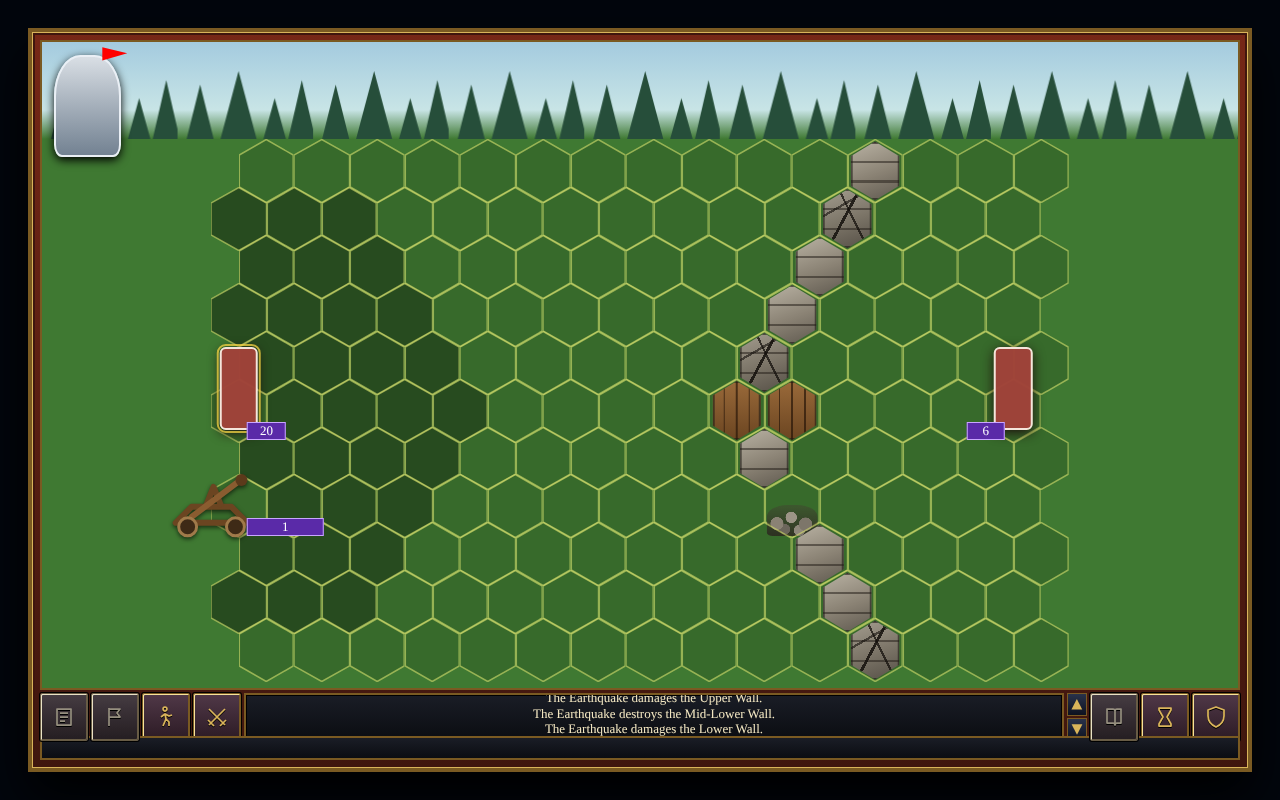 20
6
1
The Earthquake damages the Upper Wall.
The Earthquake destroys the Mid-Lower Wall.
The Earthquake damages the Lower Wall.